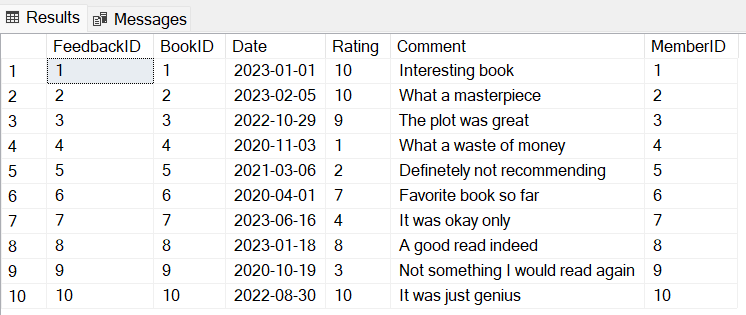 Results Messages
FeedbackID BookID Date Rating Comment MemberID
1 1 1 2023-01-01 10 Interesting book 1
2 2 2 2023-02-05 10 What a masterpiece 2
3 3 3 2022-10-29 9 The plot was great 3
4 4 4 2020-11-03 1 What a waste of money 4
5 5 5 2021-03-06 2 Definetely not recommending 5
6 6 6 2020-04-01 7 Favorite book so far 6
7 7 7 2023-06-16 4 It was okay only 7
8 8 8 2023-01-18 8 A good read indeed 8
9 9 9 2020-10-19 3 Not something I would read again 9
10 10 10 2022-08-30 10 It was just genius 10